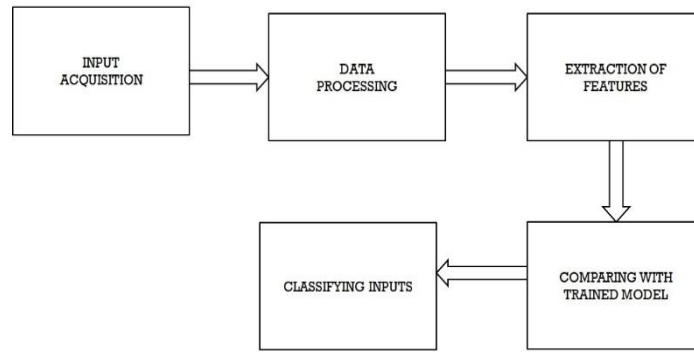 INPUT
ACQUISITION
DATA
PROCESSING
EXTRACTION OF
FEATURES
COMPARING WITH
TRAINED MODEL
CLASSIFYING INPUTS